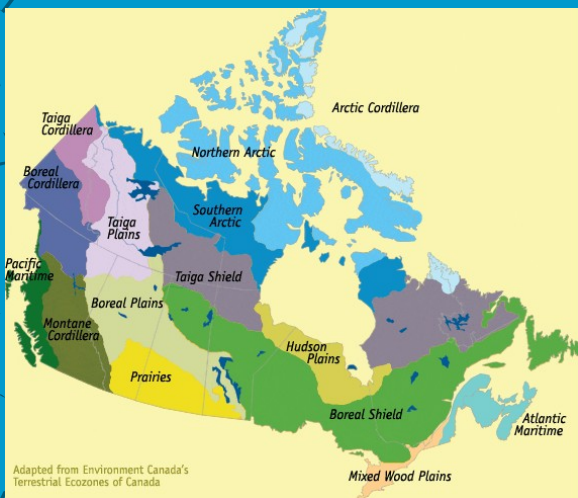 Arctic Cordillera
Taiga
Cordillera
Northern Arctic
Boreal
Cordillera
Southern
Arctic
Taiga
Plains
Pacific
Maritime
Taiga Shield
Boreal Plains
Montane
Cordillera
Hudson
Plains
Prairies
Boreal Shield
Atlantic
Maritime
Mixed Wood Plains
Adapted from Environment Canada's
Terrestrial Ecozones of Canada